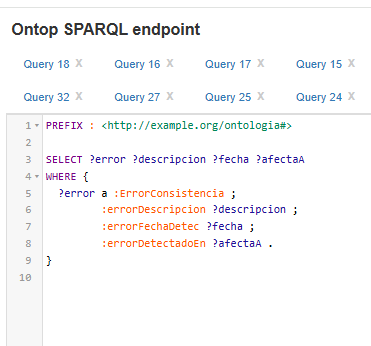 Ontop SPARQL endpoint
Query 18 X Query 16 X Query 17 X Query 15 X
Query 32 X Query 27 X Query 25 X Query 24 X
1 PREFIX : <http://example.org/ontologia#>
2
3 SELECT ?error ?descripcion ?fecha ?afectaA
4 WHERE {
5 ?error a :ErrorConsistencia ;
6 :errorDescripcion ?descripcion ;
7 :errorFechaDetec ?fecha ;
8 :errorDetectadoEn ?afectaA .
9 }
10